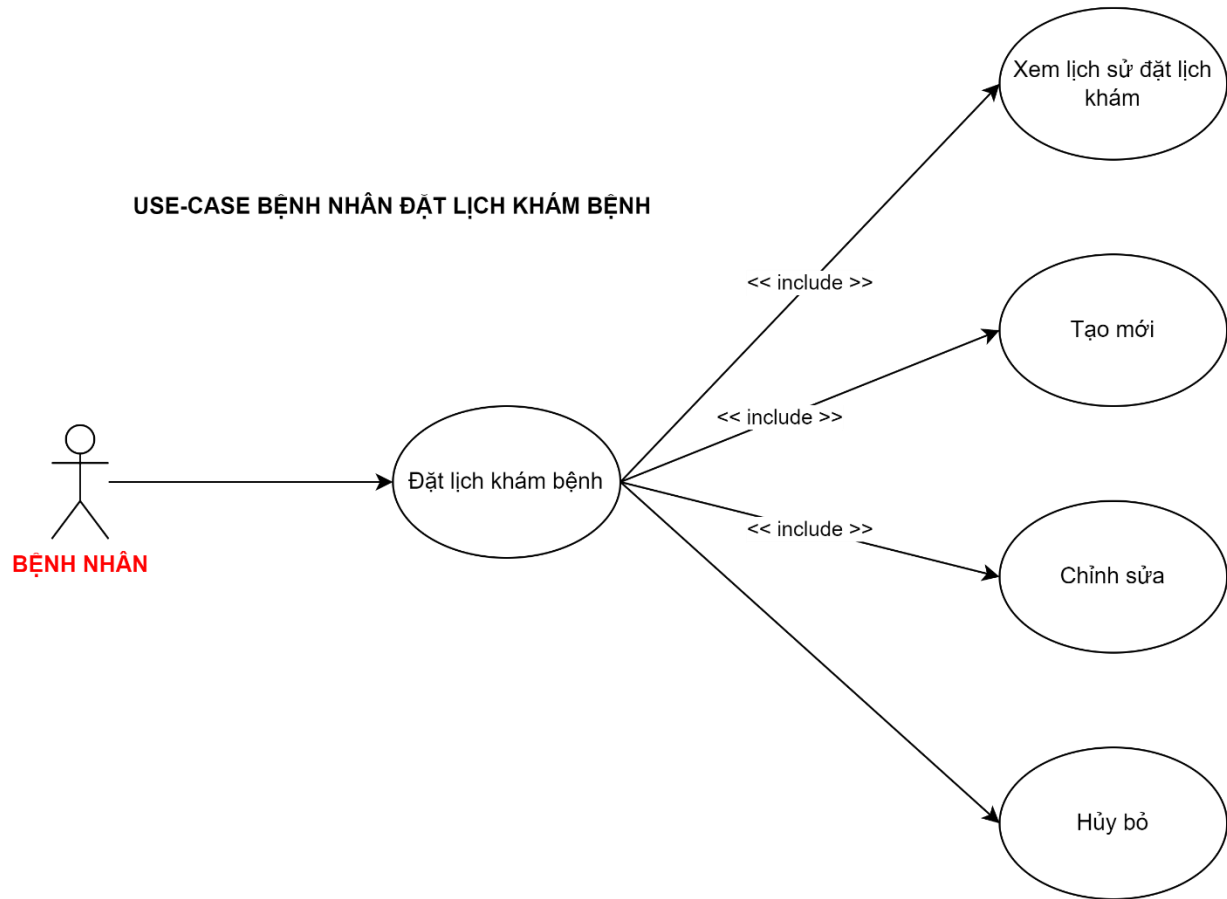 Xem lịch sử đặt lịch
khám
USE-CASE BỆNH NHÂN ĐẶT LỊCH KHÁM BỆNH
<< include >>
Tạo mới
<< include >>
Đặt lịch khám bệnh
<< include >>
BỆNH NHÂN
Chỉnh sửa
Hủy bỏ